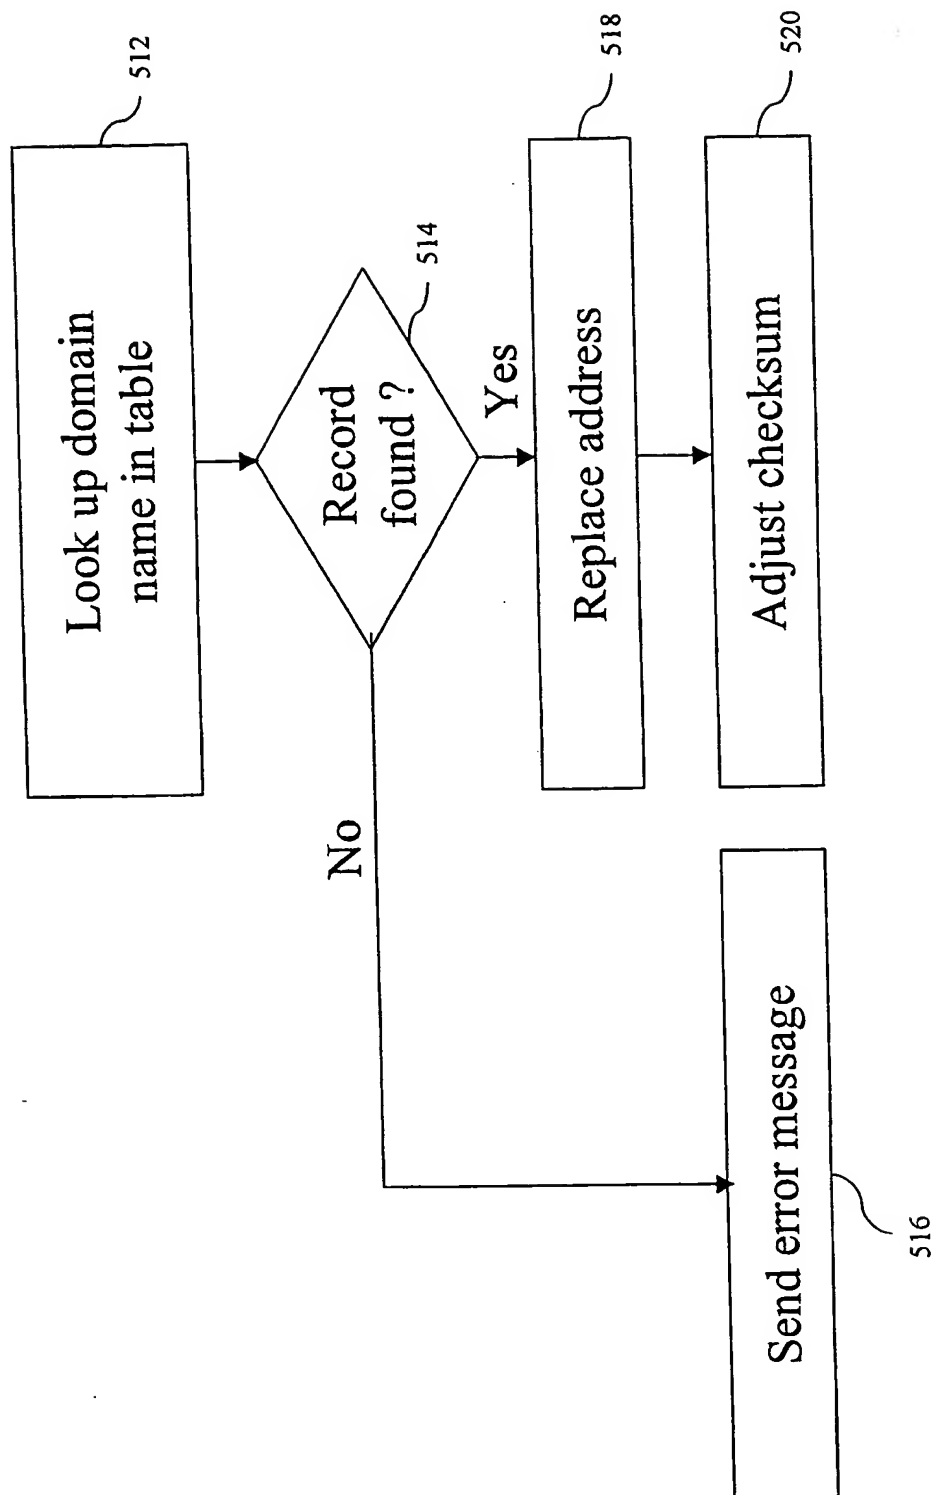 Look up domain
name in table
512
Record
found ?
514
No
Yes
Replace address
518
Adjust checksum
520
Send error message
516